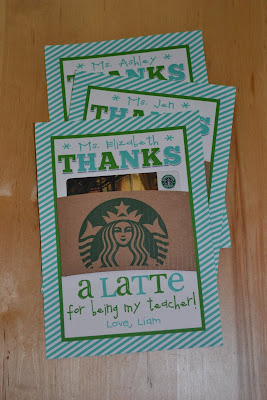 * Ms. Ashley *
THANKS
* Ms. Jen *
THANKS
* Ms. Elizabeth *
THANKS
a LaTTe
for being my teacher!
Love, Liam